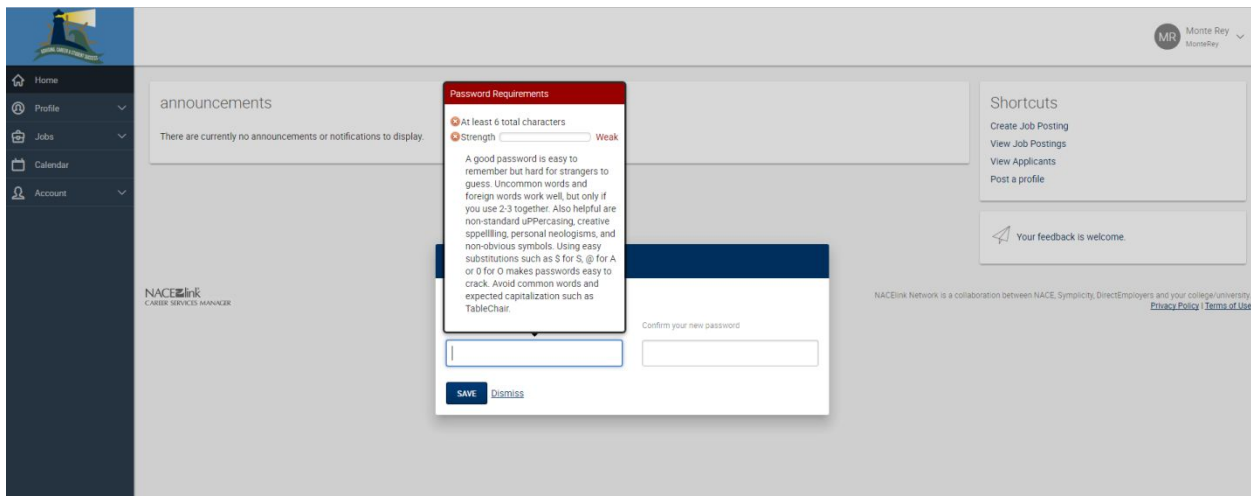 MR
Monte Rey
MonteRey
Home
Profile
Jobs
Calendar
Account
announcements
There are currently no announcements or notifications to display.
Password Requirements
At least 6 total characters
Strength Weak
A good password is easy to
remember but hard for strangers to
guess. Uncommon words and
foreign words work well, but only if
you use 2-3 together. Also helpful are
non-standard uPPercasing, creative
sppelllling, personal neologisms, and
non-obvious symbols. Using easy
substitutions such as $ for S, @ for A
or 0 for O makes passwords easy to
crack. Avoid common words and
expected capitalization such as
TableChair.
Confirm your new password
SAVE Dismiss
Shortcuts
Create Job Posting
View Job Postings
View Applicants
Post a profile
Your feedback is welcome.
NACElink
CAREER SERVICES MANAGER
NACElink Network is a collaboration between NACE, Symplicity, DirectEmployers and your college/university
Privacy Policy | Terms of Use